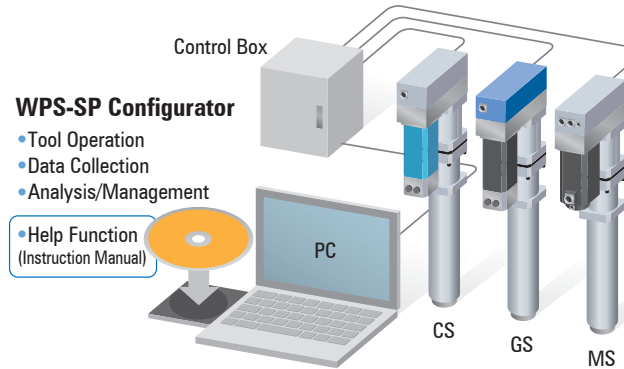 Control Box
WPS-SP Configurator
•Tool Operation
•Data Collection
•Analysis/Management
•Help Function
(Instruction Manual)
PC
CS
GS
MS